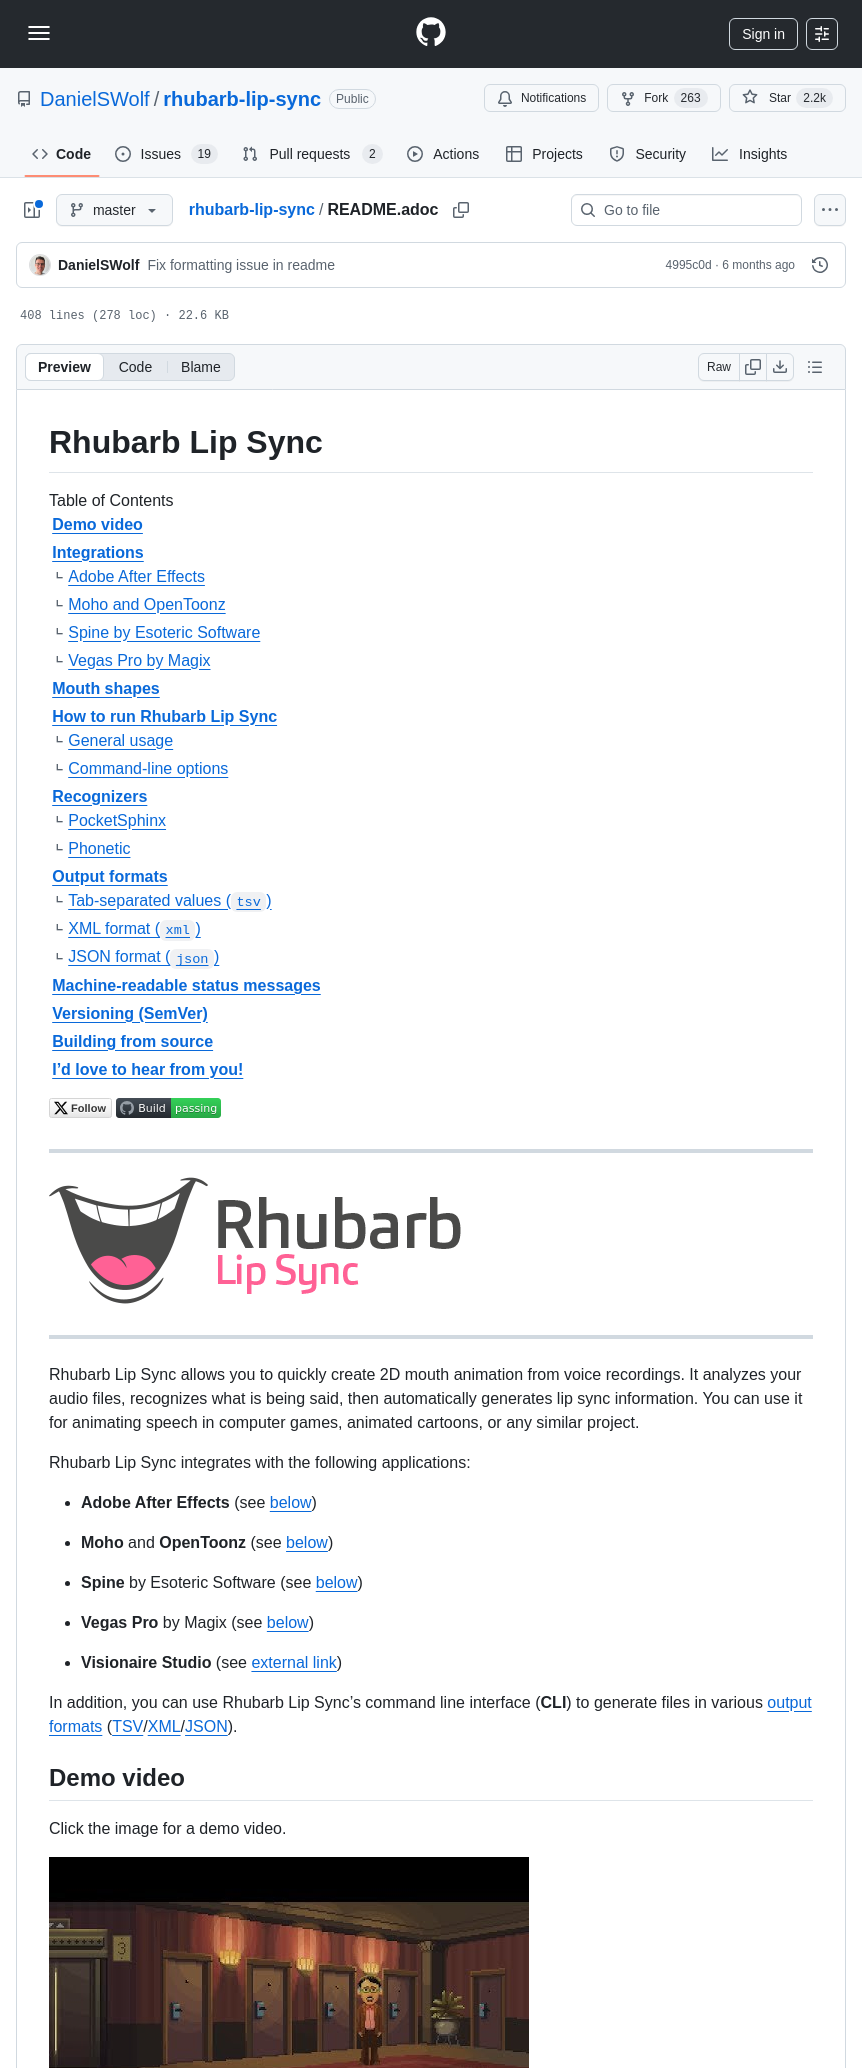 Sign in
DanielSWolf / rhubarb-lip-sync Public
Notifications
Fork 263
Star 2.2k
Code
Issues 19
Pull requests 2
Actions
Projects
Security
Insights
master
rhubarb-lip-sync / README.adoc
Go to file
DanielSWolf Fix formatting issue in readme
4995c0d · 6 months ago
408 lines (278 loc) · 22.6 KB
Preview Code Blame
Raw
Rhubarb Lip Sync
Table of Contents
Demo video
Integrations
Adobe After Effects
Moho and OpenToonz
Spine by Esoteric Software
Vegas Pro by Magix
Mouth shapes
How to run Rhubarb Lip Sync
General usage
Command-line options
Recognizers
PocketSphinx
Phonetic
Output formats
Tab-separated values ( tsv )
XML format ( xml )
JSON format ( json )
Machine-readable status messages
Versioning (SemVer)
Building from source
I’d love to hear from you!
Follow Build passing
Rhubarb
Lip Sync
Rhubarb Lip Sync allows you to quickly create 2D mouth animation from voice recordings. It analyzes your
audio files, recognizes what is being said, then automatically generates lip sync information. You can use it
for animating speech in computer games, animated cartoons, or any similar project.
Rhubarb Lip Sync integrates with the following applications:
• Adobe After Effects (see below)
• Moho and OpenToonz (see below)
• Spine by Esoteric Software (see below)
• Vegas Pro by Magix (see below)
• Visionaire Studio (see external link)
In addition, you can use Rhubarb Lip Sync’s command line interface (CLI) to generate files in various output
formats (TSV/XML/JSON).
Demo video
Click the image for a demo video.
3